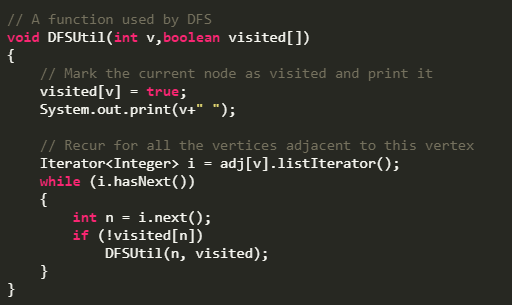 // A function used by DFS
void DFSUtil(int v,boolean visited[])
{
    // Mark the current node as visited and print it
    visited[v] = true;
    System.out.print(v+" ");

    // Recur for all the vertices adjacent to this vertex
    Iterator<Integer> i = adj[v].listIterator();
    while (i.hasNext())
    {
        int n = i.next();
        if (!visited[n])
            DFSUtil(n, visited);
    }
}